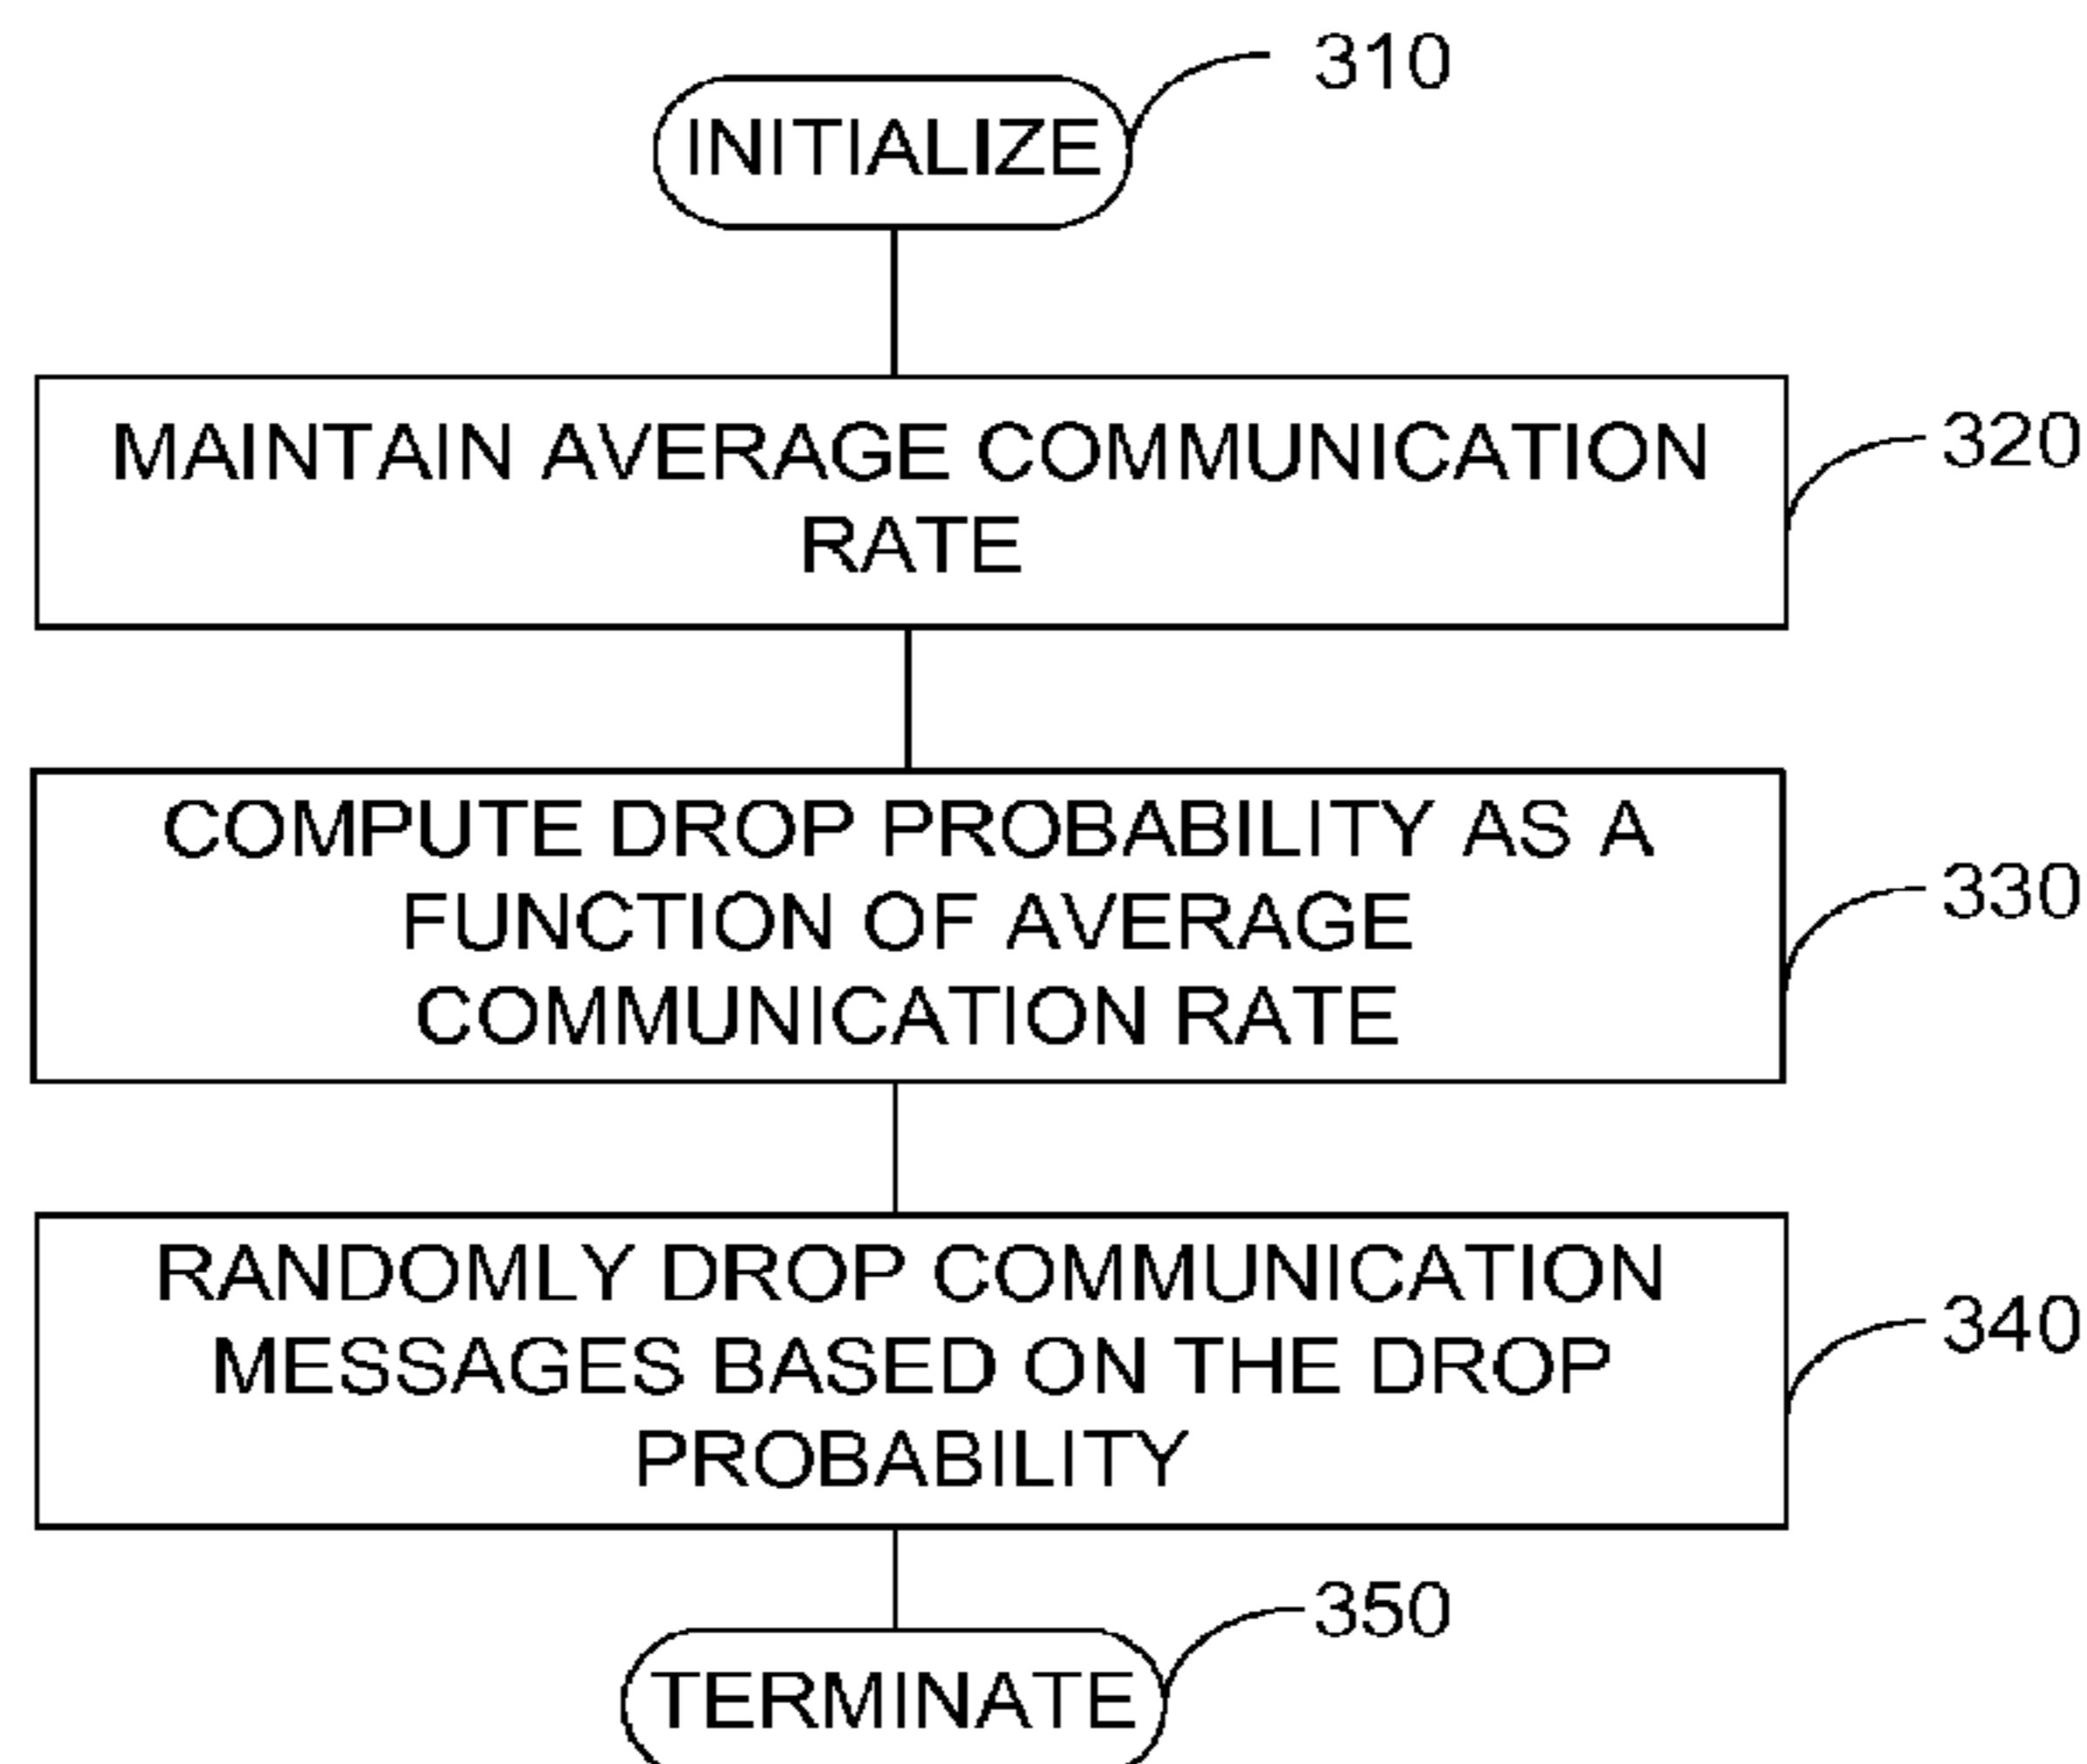 310
INITIALIZE
MAINTAIN AVERAGE COMMUNICATION
RATE
320
COMPUTE DROP PROBABILITY AS A
FUNCTION OF AVERAGE
COMMUNICATION RATE
330
RANDOMLY DROP COMMUNICATION
MESSAGES BASED ON THE DROP
PROBABILITY
340
350
TERMINATE